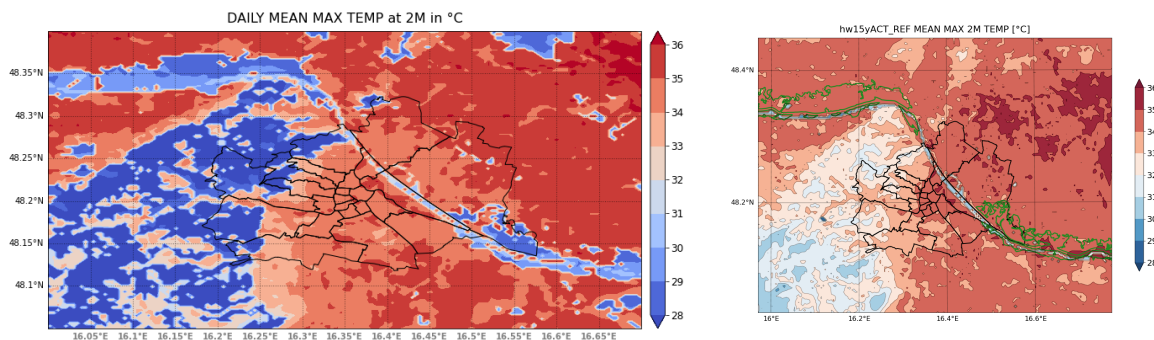 DAILY MEAN MAX TEMP at 2M in °C
48.35°N
48.3°N
48.25°N
48.2°N
48.15°N
48.1°N
16.05°E 16.1°E 16.15°E 16.2°E 16.25°E 16.3°E 16.35°E 16.4°E 16.45°E 16.5°E 16.55°E 16.6°E 16.65°E
36
35
34
33
32
31
30
29
28
hw15yACT_REF MEAN MAX 2M TEMP [°C]
48.4°N
48.2°N
16°E 16.2°E 16.4°E 16.6°E